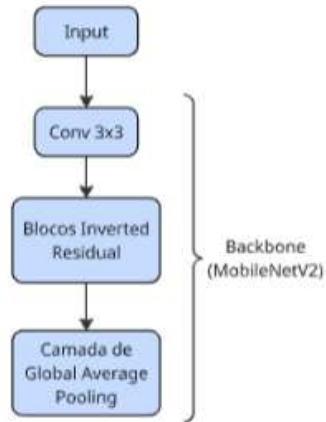 Input
Conv 3x3
Blocos Inverted
Residual
Backbone
(MobileNetV2)
Camada de
Global Average
Pooling